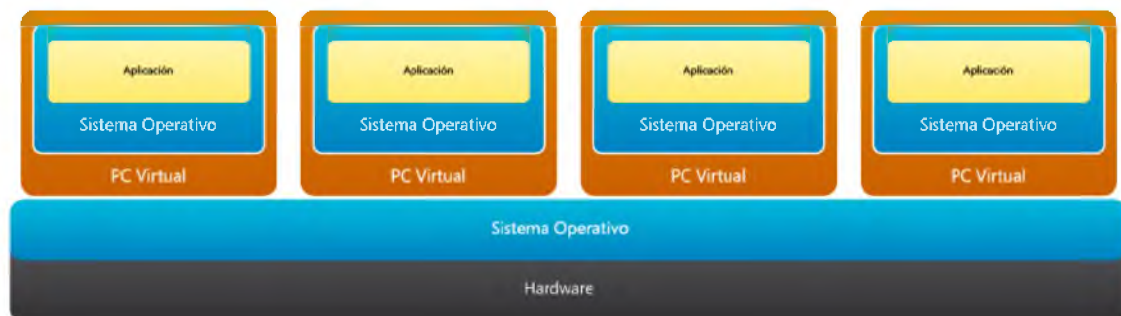 Aplicación Aplicación Aplicación Aplicación
Sistema Operativo Sistema Operativo Sistema Operativo Sistema Operativo
PC Virtual PC Virtual PC Virtual PC Virtual
Sistema Operativo
Hardware